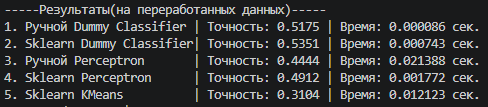 -----Результаты(на переработанных данных)-----
1. Ручной Dummy Classifier | Точность: 0.5175 | Время: 0.000086 сек.
2. Sklearn Dummy Classifier| Точность: 0.5351 | Время: 0.000743 сек.
3. Ручной Perceptron | Точность: 0.4444 | Время: 0.021388 сек.
4. Sklearn Perceptron | Точность: 0.4912 | Время: 0.001772 сек.
5. Sklearn KMeans | Точность: 0.3104 | Время: 0.012123 сек.